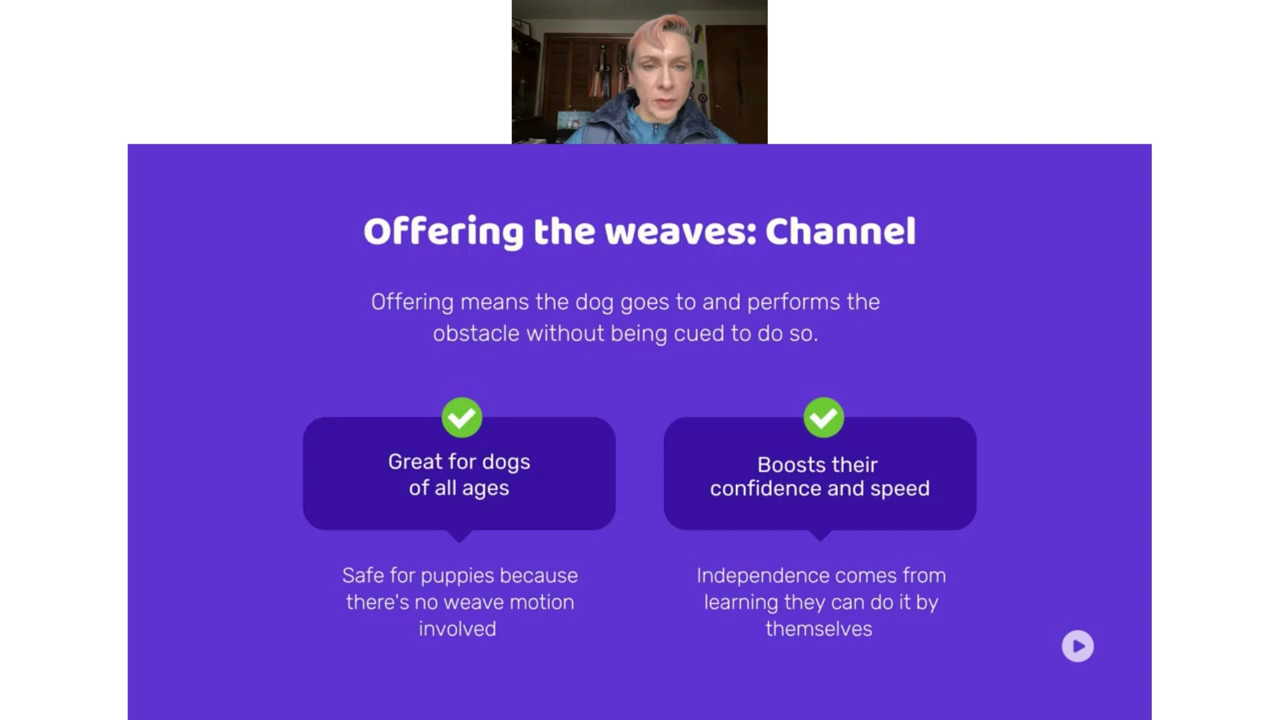 Offering the weaves: Channel
Offering means the dog goes to and performs the
obstacle without being cued to do so.
Great for dogs
of all ages
Safe for puppies because
there's no weave motion
involved
Boosts their
confidence and speed
Independence comes from
learning they can do it by
themselves